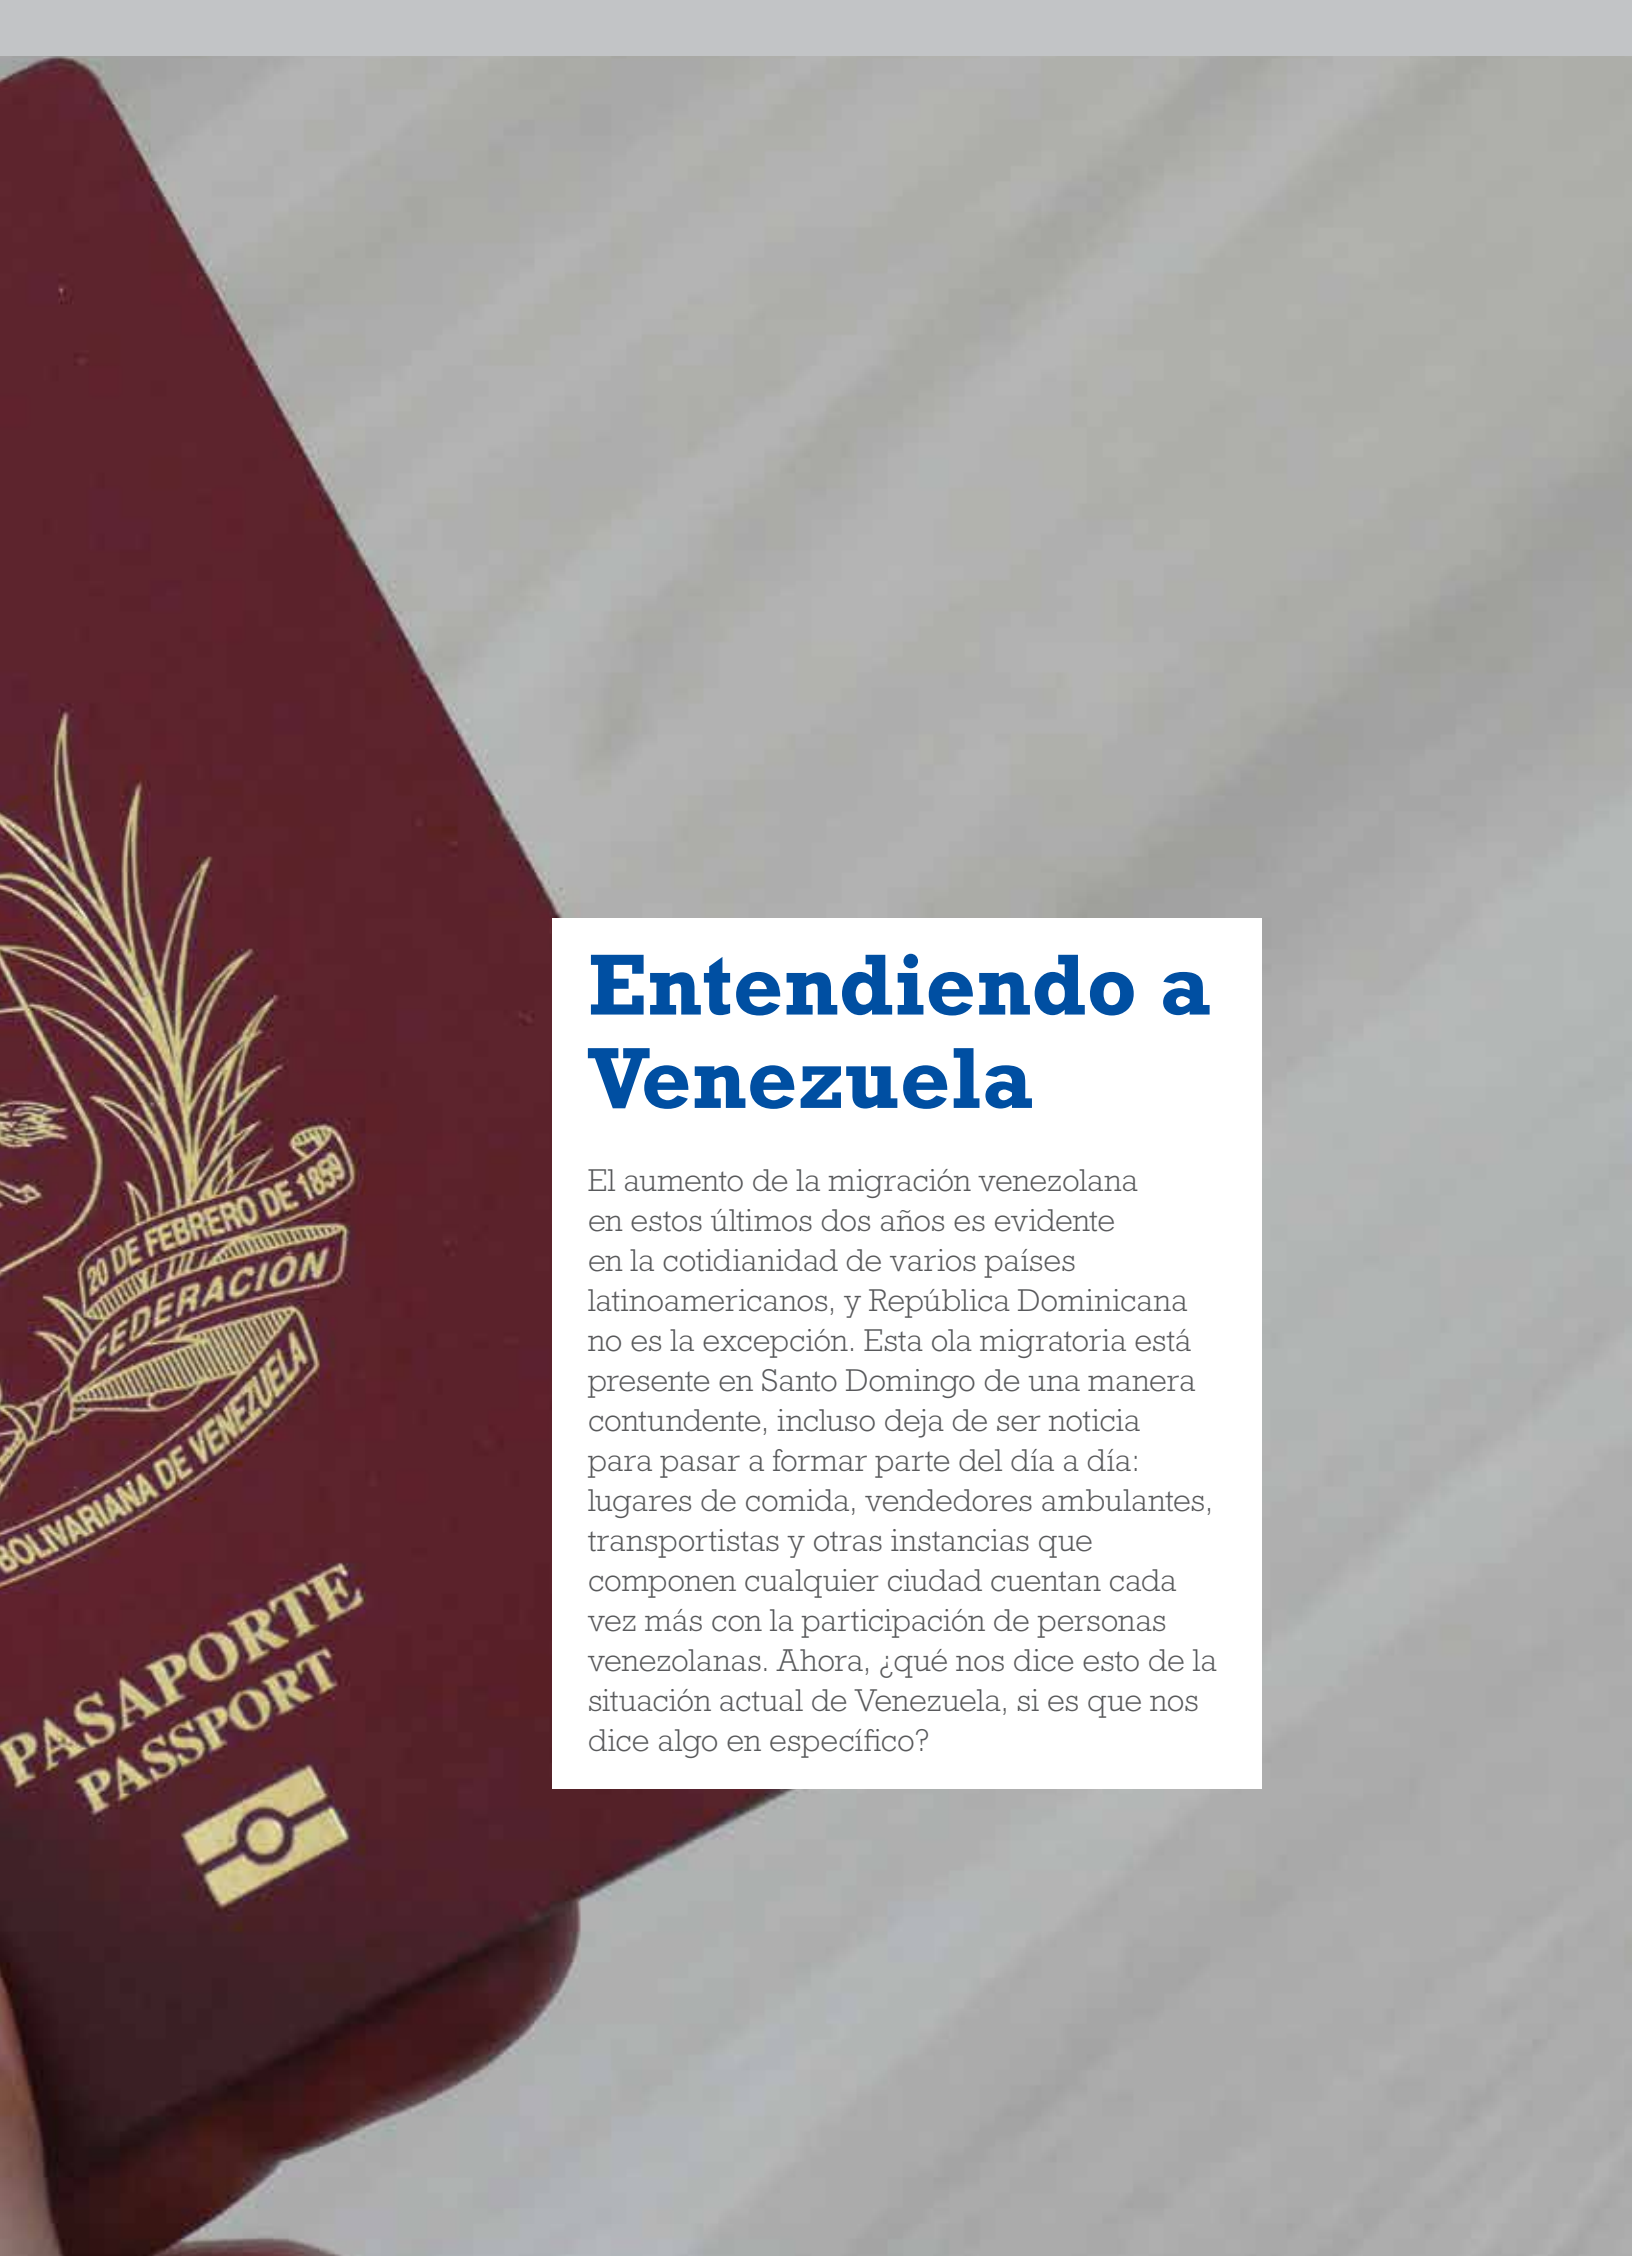 20 DE FEBRERO DE 1859
FEDERACIÓN
BOLIVARIANA DE VENEZUELA
PASAPORTE
PASSPORT
Entendiendo a
Venezuela
El aumento de la migración venezolana
en estos últimos dos años es evidente
en la cotidianidad de varios países
latinoamericanos, y República Dominicana
no es la excepción. Esta ola migratoria está
presente en Santo Domingo de una manera
contundente, incluso deja de ser noticia
para pasar a formar parte del día a día:
lugares de comida, vendedores ambulantes,
transportistas y otras instancias que
componen cualquier ciudad cuentan cada
vez más con la participación de personas
venezolanas. Ahora, ¿qué nos dice esto de la
situación actual de Venezuela, si es que nos
dice algo en específico?